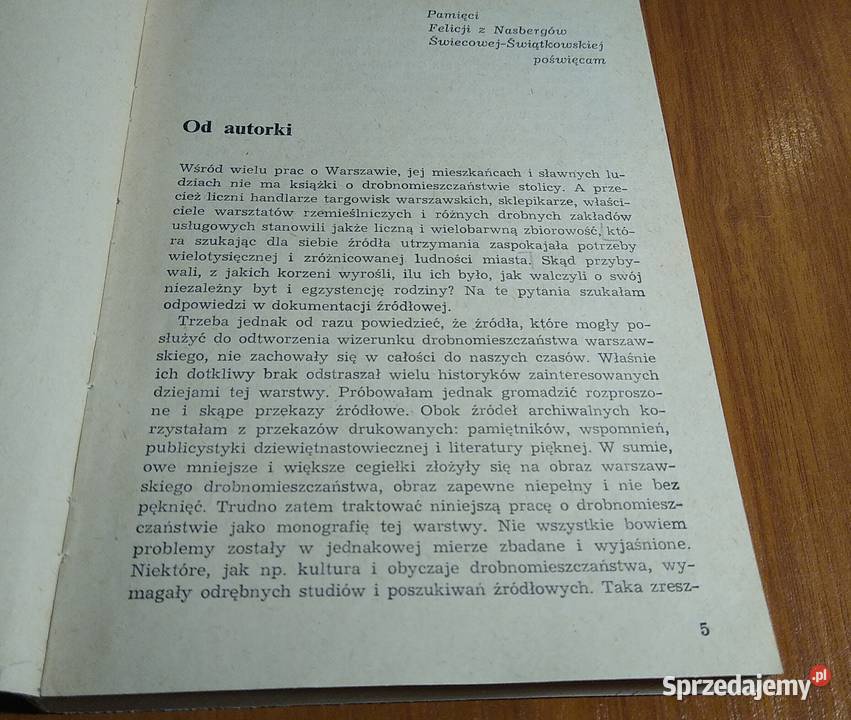 Pamięci
Felicji z Nasbergów
Świecowej-Świątkowskiej
poświęcam
Od autorki
Wśród wielu prac o Warszawie, jej mieszkańcach i sławnych lu-
dziach nie ma książki o drobnomieszczaństwie stolicy. A prze-
cież liczni handlarze targowisk warszawskich, sklepikarze, właści-
ciele warsztatów rzemieślniczych i różnych drobnych zakładów
usługowych stanowili jakże liczną i wielobarwną zbiorowość, któ-
ra szukając dla siebie źródła utrzymania zaspokajała potrzeby
wielotysięcznej i zróżnicowanej ludności miasta. Skąd przyby-
wali, z jakich korzeni wyrośli, ilu ich było, jak walczyli o swój
niezależny byt i egzystencję rodziny? Na te pytania szukałam
odpowiedzi w dokumentacji źródłowej.
Trzeba jednak od razu powiedzieć, że źródła, które mogły po-
służyć do odtworzenia wizerunku drobnomieszczaństwa warszaw-
skiego, nie zachowały się w całości do naszych czasów. Właśnie
ich dotkliwy brak odstraszał wielu historyków zainteresowanych
dziejami tej warstwy. Próbowałam jednak gromadzić rozproszo-
ne i skąpe przekazy źródłowe. Obok źródeł archiwalnych ko-
rzystałam z przekazów drukowanych: pamiętników, wspomnień,
publicystyki dziewiętnastowiecznej i literatury pięknej. W sumie,
owe mniejsze i większe cegiełki złożyły się na obraz warszaw-
skiego drobnomieszczaństwa, obraz zapewne niepełny i nie bez
pęknięć. Trudno zatem traktować niniejszą pracę o drobnomiesz-
czaństwie jako monografię tej warstwy. Nie wszystkie bowiem
problemy zostały w jednakowej mierze zbadane i wyjaśnione.
Niektóre, jak np. kultura i obyczaje drobnomieszczaństwa, wy-
magały odrębnych studiów i poszukiwań źródłowych. Taka zresz-
5
Sprzedajemy.pl